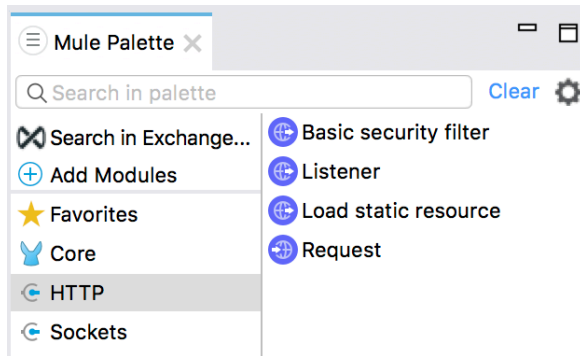 Mule Palette
Search in palette
Clear
Search in Exchange...
Add Modules
Favorites
Core
HTTP
Sockets
Basic security filter
Listener
Load static resource
Request